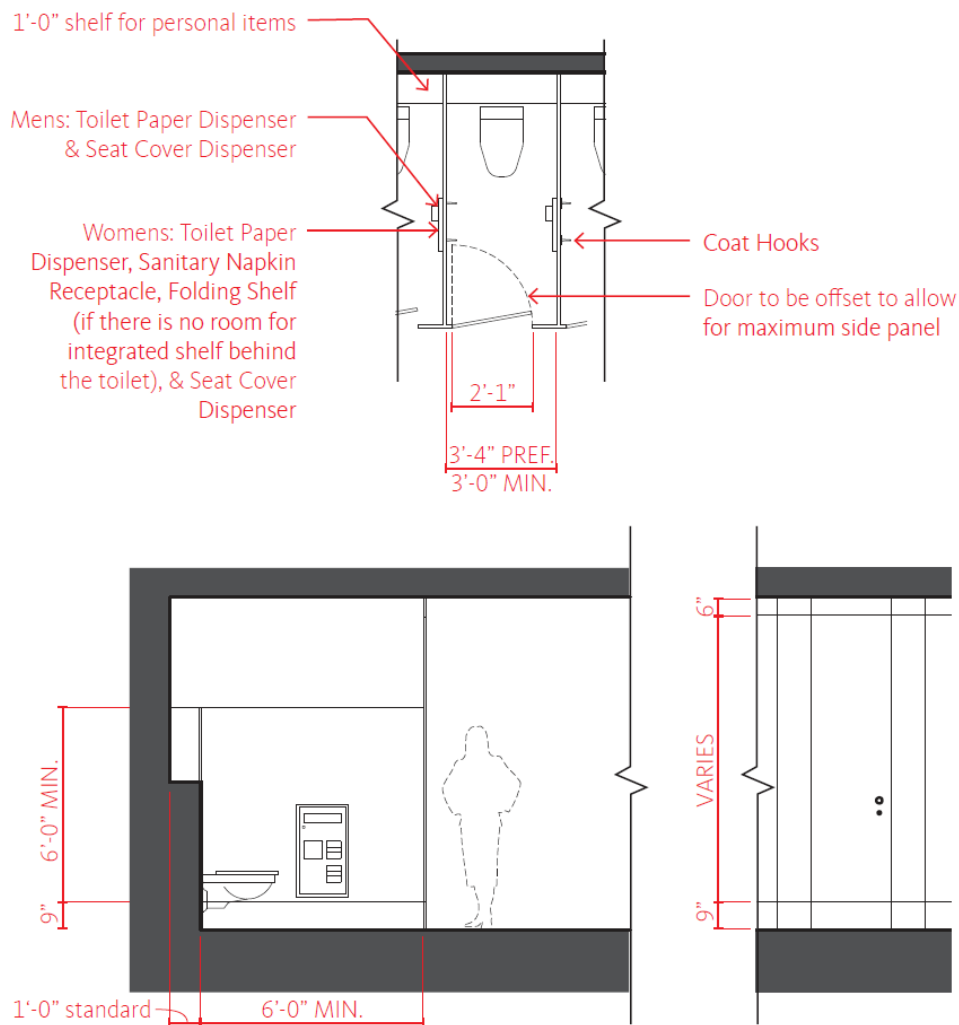 1'-0” shelf for personal items
Mens: Toilet Paper Dispenser
& Seat Cover Dispenser
Womens: Toilet Paper
Dispenser, Sanitary Napkin
Receptacle, Folding Shelf
(if there is no room for
integrated shelf behind
the toilet), & Seat Cover
Dispenser
Coat Hooks
Door to be offset to allow
for maximum side panel
2’-1”
3’-4” PREF.
3’-0” MIN.
6’-0” MIN.
9”
1‘-0” standard
6’-0” MIN.
6”
VARIES
9”